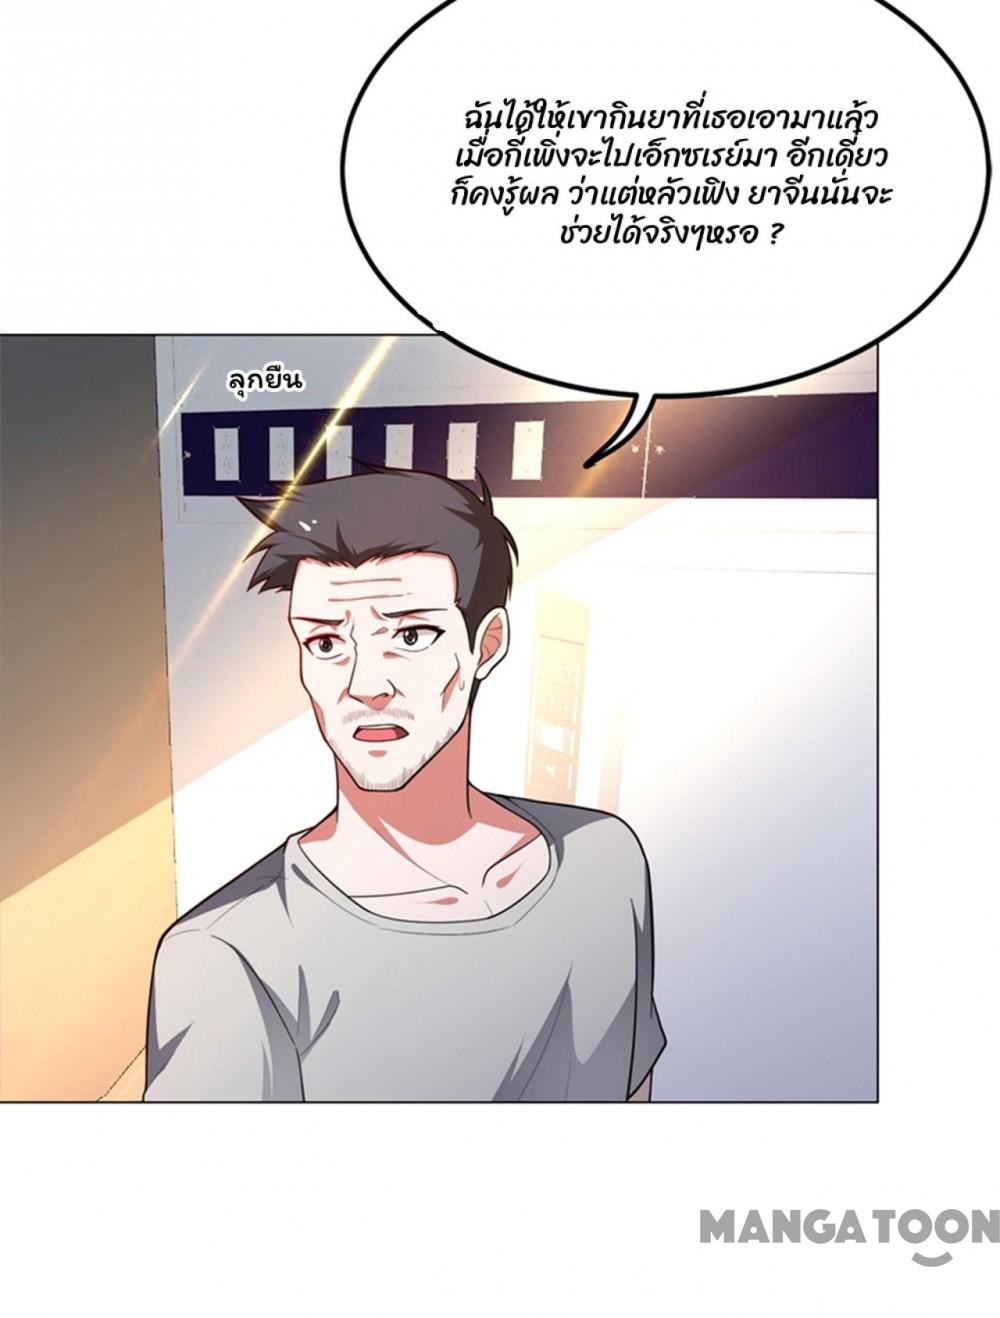 ฉันได้ให้เขากินยาที่เธอเอามาแล้ว
เมื่อกี้เพิ่งจะไปเอ็กซเรย์มา อีกเดี๋ยว
ก็คงรู้ผล ว่าแต่หลัวเฟิง ยาจีนนั่นจะ
ช่วยได้จริงๆหรอ ?
ลุกยืน
MANGATOON